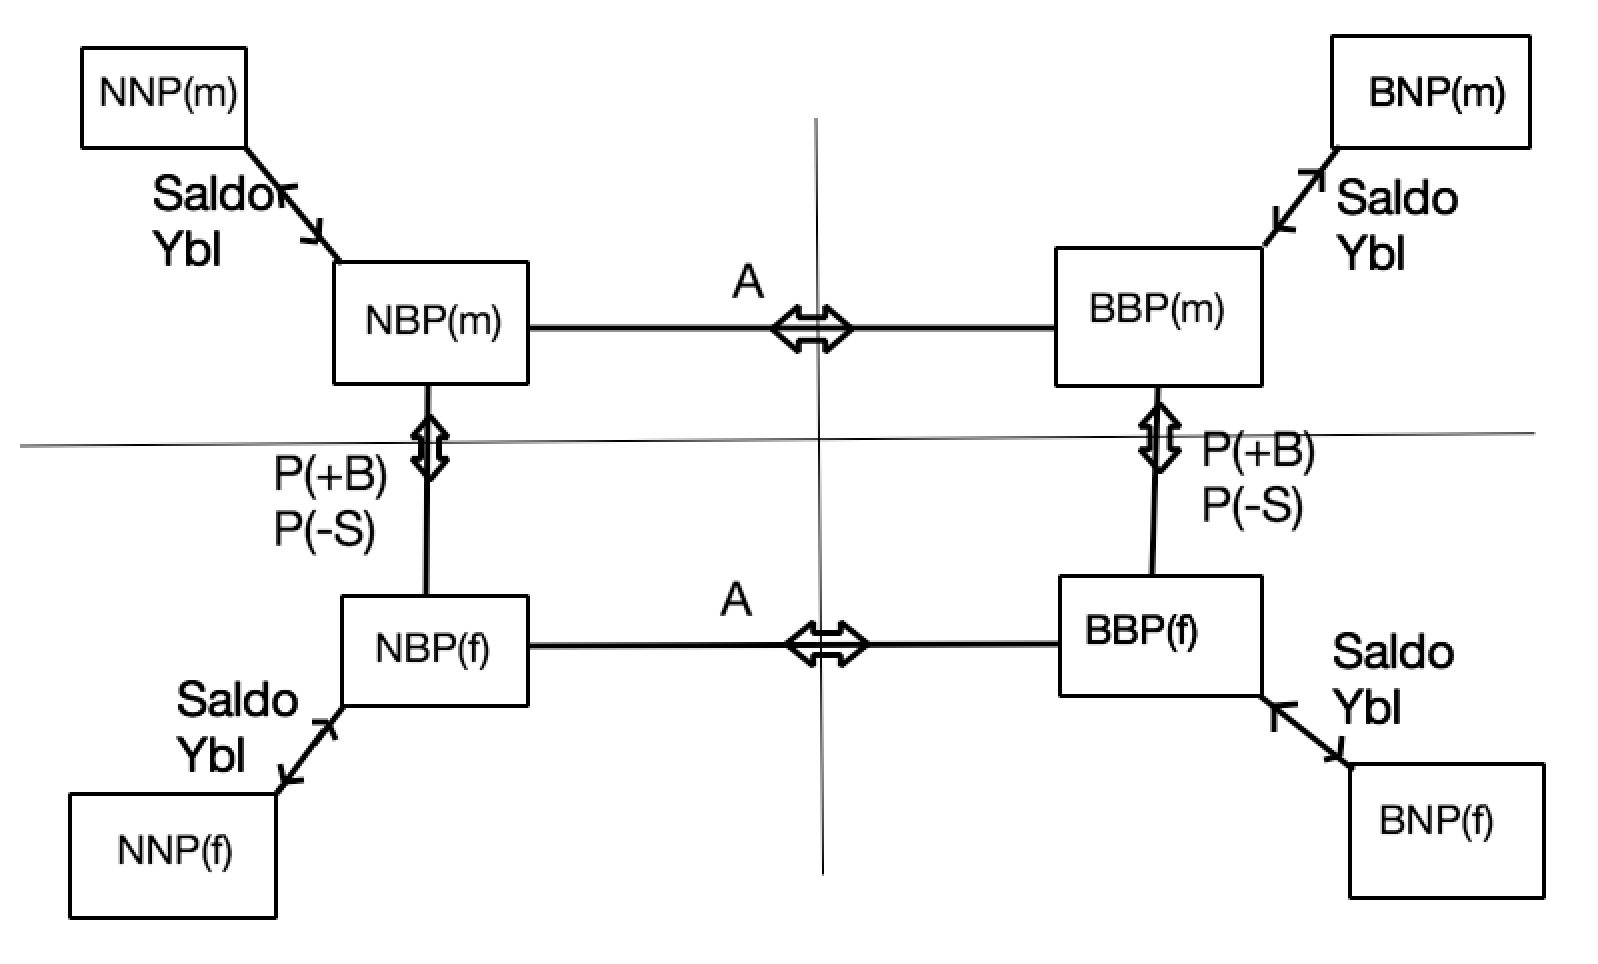 NNP(m)
BNP(m)
Saldo
Ybl
Saldo
Ybl
NBP(m)
A
BBP(m)
P(+B)
P(-S)
P(+B)
P(-S)
NBP(f)
A
BBP(f)
Saldo
Ybl
Saldo
Ybl
NNP(f)
BNP(f)